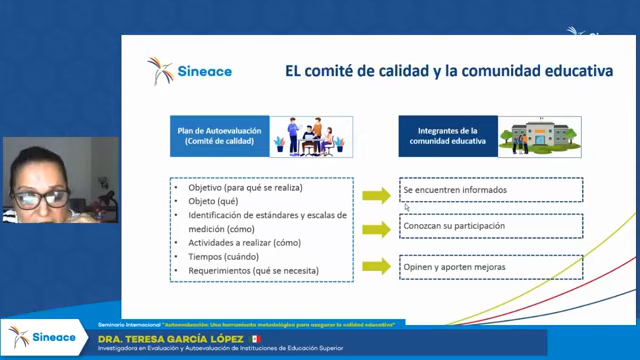 Sineace
EL comité de calidad y la comunidad educativa
Plan de Autoevaluación
(Comité de calidad)
Integrantes de la
comunidad educativa
• Objetivo (para qué se realiza)
• Objeto (qué)
• Identificación de estándares y escalas de
medición (cómo)
• Actividades a realizar (cómo)
• Tiempos (cuándo)
• Requerimientos (qué se necesita)
Se encuentren informados
Conozcan su participación
Opinen y aporten mejoras
Sineace
Seminario Internacional "Autoevaluación: Una herramienta metodológica para asegurar la calidad educativa"
DRA. TERESA GARCÍA LÓPEZ
Investigadora en Evaluación y Autoevaluación de Instituciones de Educación Superior